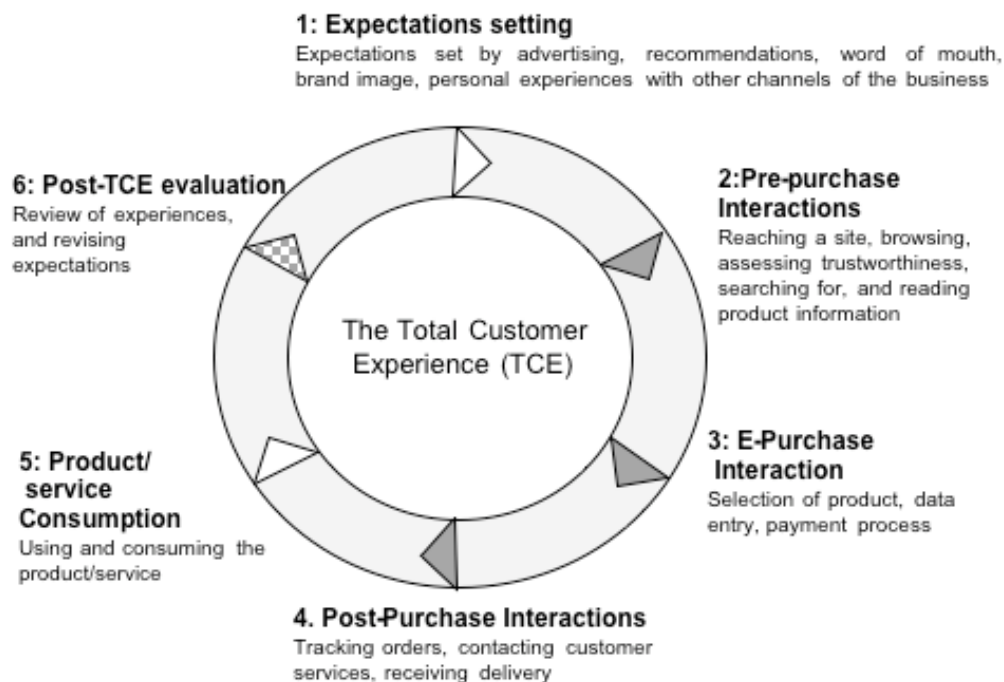 1: Expectations setting
Expectations set by advertising, recommendations, word of mouth,
brand image, personal experiences with other channels of the business
2:Pre-purchase
Interactions
Reaching a site, browsing,
assessing trustworthiness,
searching for, and reading
product information
3: E-Purchase
Interaction
Selection of product, data
entry, payment process
4. Post-Purchase Interactions
Tracking orders, contacting customer
services, receiving delivery
5: Product/
service
Consumption
Using and consuming the
product/service
6: Post-TCE evaluation
Review of experiences,
and revising
expectations
The Total Customer
Experience (TCE)